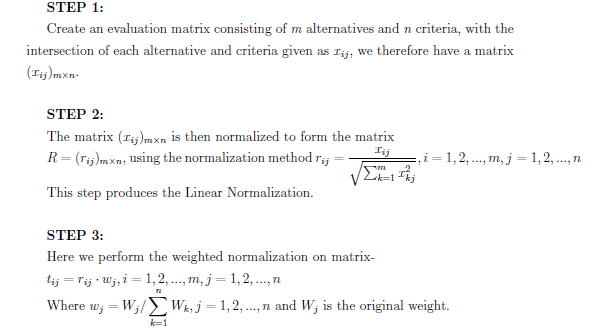 STEP 1:
Create an evaluation matrix consisting of m alternatives and n criteria, with the
intersection of each alternative and criteria given as x_{ij}, we therefore have a matrix
(x_{ij})_{m×n}.
STEP 2:
The matrix (x_{ij})_{m×n} is then normalized to form the matrix
R = (r_{ij})_{m×n}, using the normalization method r_{ij} = \frac{x_{ij}}{\sqrt{\sum_{k=1}^{m} x_{kj}^{2}}}, i = 1, 2, ..., m, j = 1, 2, ..., n
This step produces the Linear Normalization.
STEP 3:
Here we perform the weighted normalization on matrix-
t_{ij} = r_{ij} · w_j, i = 1, 2, ..., m, j = 1, 2, ..., n
Where w_j = W_j / \sum_{k=1}^{n} W_k, j = 1, 2, ..., n and W_j is the original weight.